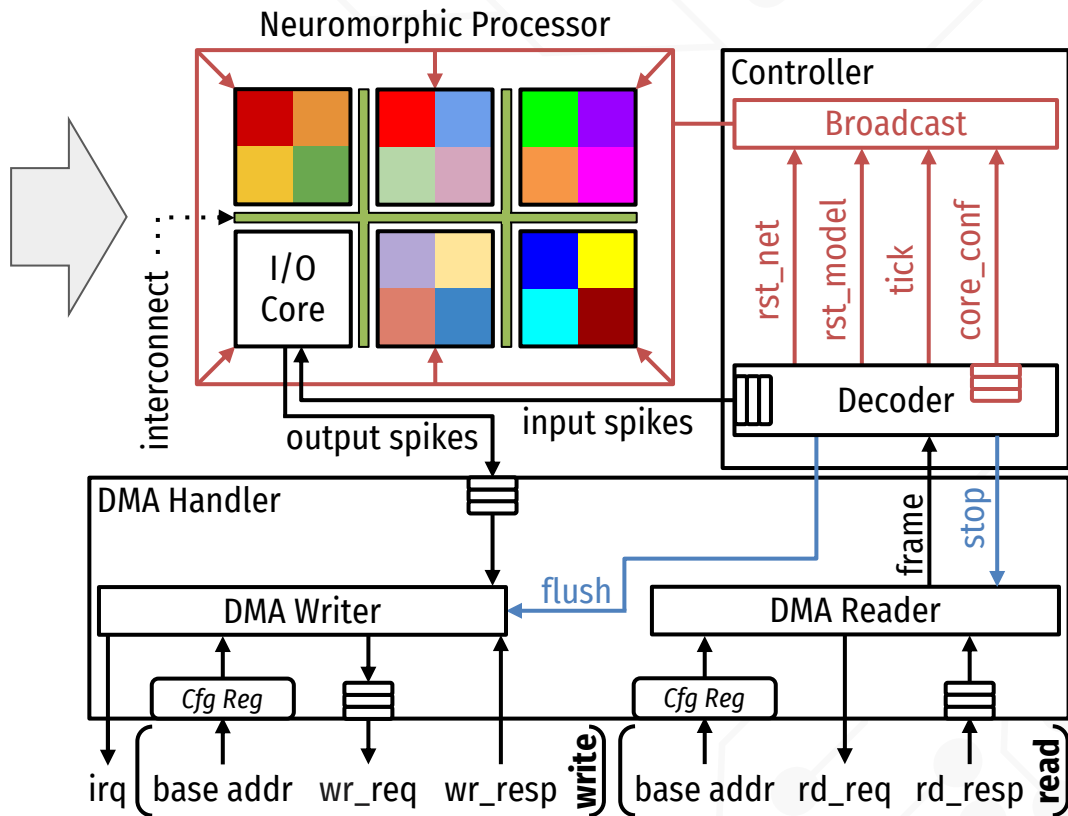 Neuromorphic Processor
Controller
Broadcast
rst_net
rst_model
tick
core_conf
I/O
Core
interconnect
Decoder
input spikes
output spikes
DMA Handler
frame
stop
flush
DMA Writer
DMA Reader
Cfg Reg
Cfg Reg
irq
base addr
wr_req
wr_resp
write
base addr
rd_req
rd_resp
read